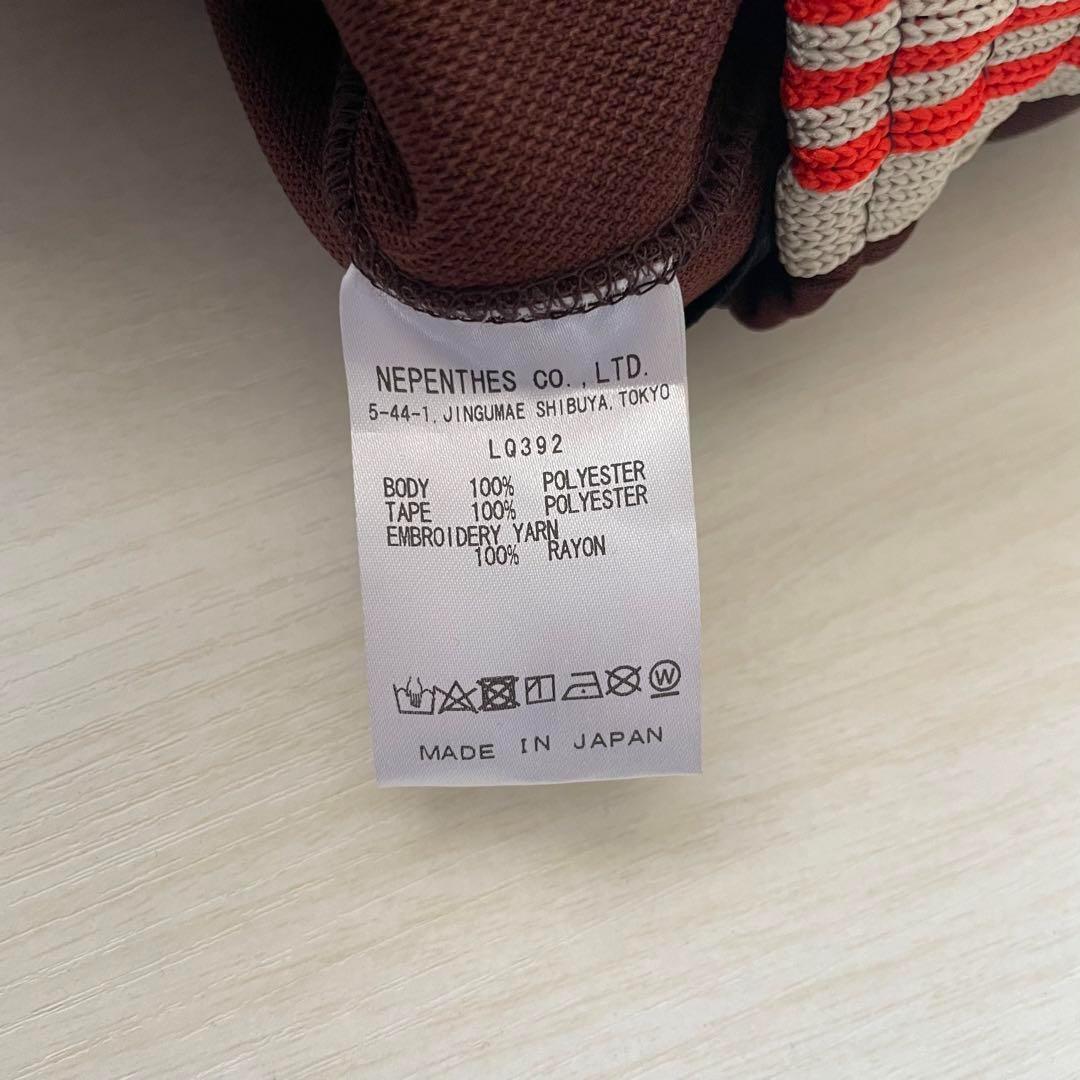 NEPENTHES CO., LTD.
5-44-1, JINGUMAE SHIBUYA, TOKYO
LQ392
BODY 100% POLYESTER
TAPE 100% POLYESTER
EMBROIDERY YARN
100% RAYON
W
MADE IN JAPAN